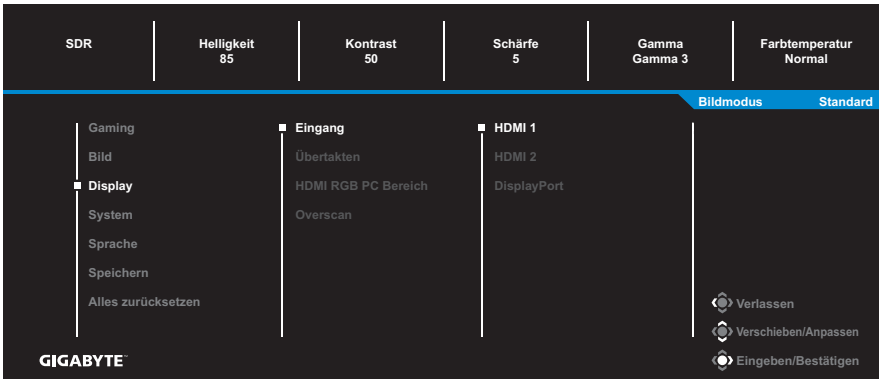 SDR
Helligkeit
85
Kontrast
50
Schärfe
5
Gamma
Gamma 3
Farbtemperatur
Normal
Bildmodus Standard
Gaming
Bild
Display
System
Sprache
Speichern
Alles zurücksetzen
Eingang
Übertakten
HDMI RGB PC Bereich
Overscan
HDMI 1
HDMI 2
DisplayPort
Verlassen
Verschieben/Anpassen
Eingeben/Bestätigen
GIGABYTE™